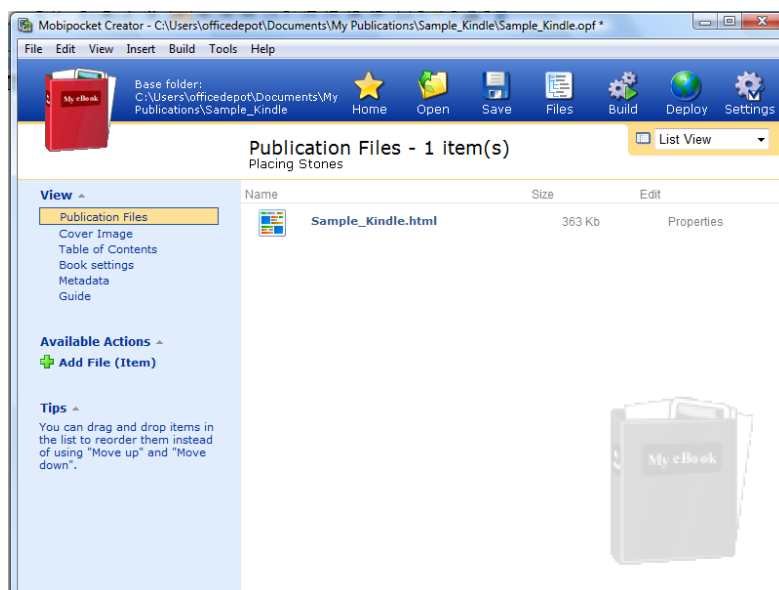 Mobipocket Creator - C:\Users\officedepot\Documents\My Publications\Sample_Kindle\Sample_Kindle.opf *
File Edit View Insert Build Tools Help
My eBook
Base folder:
C:\Users\officedepot\Documents\My
Publications\Sample_Kindle
Home Open Save Files Build Deploy Settings
Publication Files - 1 item(s)
Placing Stones
List View
View
Publication Files
Cover Image
Table of Contents
Book settings
Metadata
Guide
Available Actions
Add File (Item)
Tips
You can drag and drop items in
the list to reorder them instead
of using "Move up" and "Move
down".
Name Size Edit
Sample_Kindle.html 363 Kb Properties
My eBook